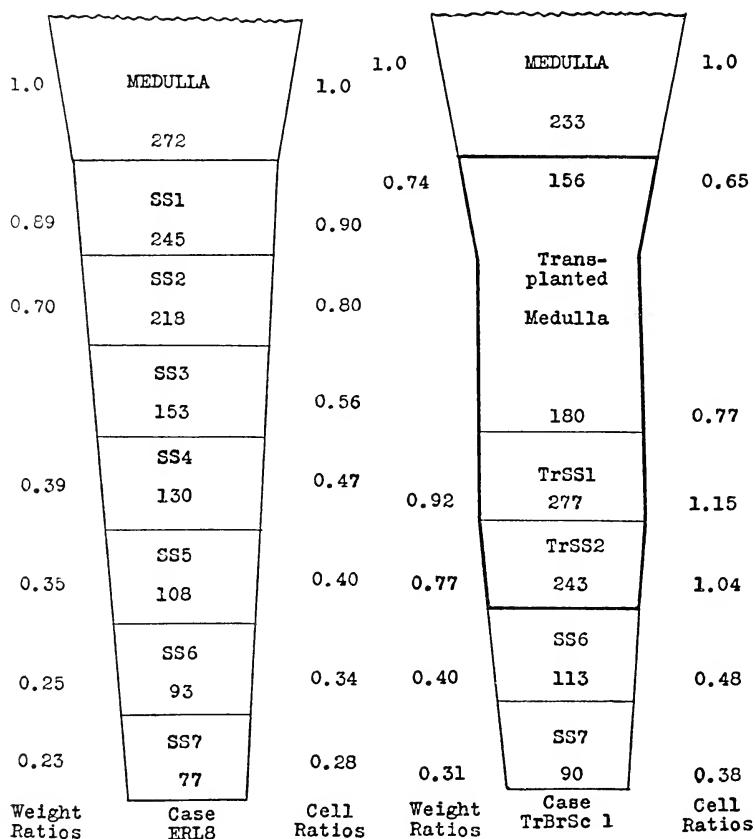 MEDULLA
1.0
1.0
272
SS1
0.89
0.90
245
SS2
0.70
0.80
218
SS3
0.56
153
SS4
0.39
0.47
130
SS5
0.35
0.40
108
SS6
0.25
0.34
93
SS7
0.23
0.28
77
Weight
Ratios
Case
ERL8
Cell
Ratios
1.0
MEDULLA
1.0
233
0.74
156
0.65
Trans-
planted
Medulla
180
0.77
TrSS1
0.92
277
1.15
TrSS2
0.77
243
1.04
SS6
0.40
113
0.48
SS7
0.31
90
0.38
Weight
Ratios
Case
TrBrSc 1
Cell
Ratios